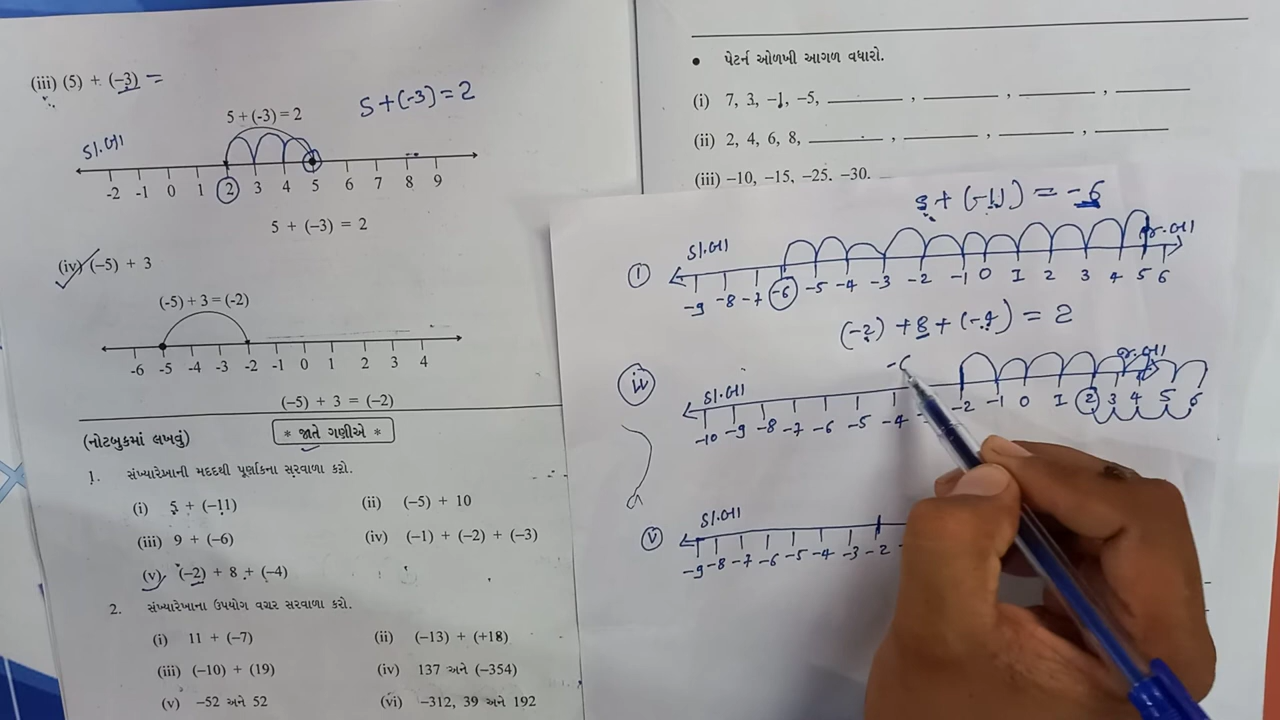 (iii) (5) + (-3) =
5 + (-3) = 2
5 + (-3) = 2
ડા.બા
-2 -1 0 1 2 3 4 5 6 7 8 9
5 + (-3) = 2
(iv) (-5) + 3
(-5) + 3 = (-2)
-6 -5 -4 -3 -2 -1 0 1 2 3 4
(-5) + 3 = (-2)
(નોટબુકમાં લખવું)
* જાતે ગણીએ *
1. સંખ્યારેખાની મદદથી પૂર્ણાંકના સરવાળા કરો.
(i) 5 + (-11) (ii) (-5) + 10
(iii) 9 + (-6) (iv) (-1) + (-2) + (-3)
(v) (-2) + 8 + (-4)
2. સંખ્યારેખાના ઉપયોગ વગર સરવાળા કરો.
(i) 11 + (-7) (ii) (-13) + (+18)
(iii) (-10) + (19) (iv) 137 અને (-354)
(v) -52 અને 52 (vi) -312, 39 અને 192
• પેટર્ન ઓળખી આગળ વધારો.
(i) 7, 3, -1, -5, ________ , ________ , ________ , ________
(ii) 2, 4, 6, 8, ________ , ________ , ________ , ________
(iii) -10, -15, -25. -30.
5 + (-11) = -6
ડા.બા જ.બા
(i) -9 -8 -7 -6 -5 -4 -3 -2 -1 0 1 2 3 4 5 6
(-2) + 8 + (-4) = 2
ડા.બા જ.બા
-10 -9 -8 -7 -6 -5 -4 -2 -1 0 1 2 3 4 5 6
ડા.બા
(v) -9 -8 -7 -6 -5 -4 -3 -2